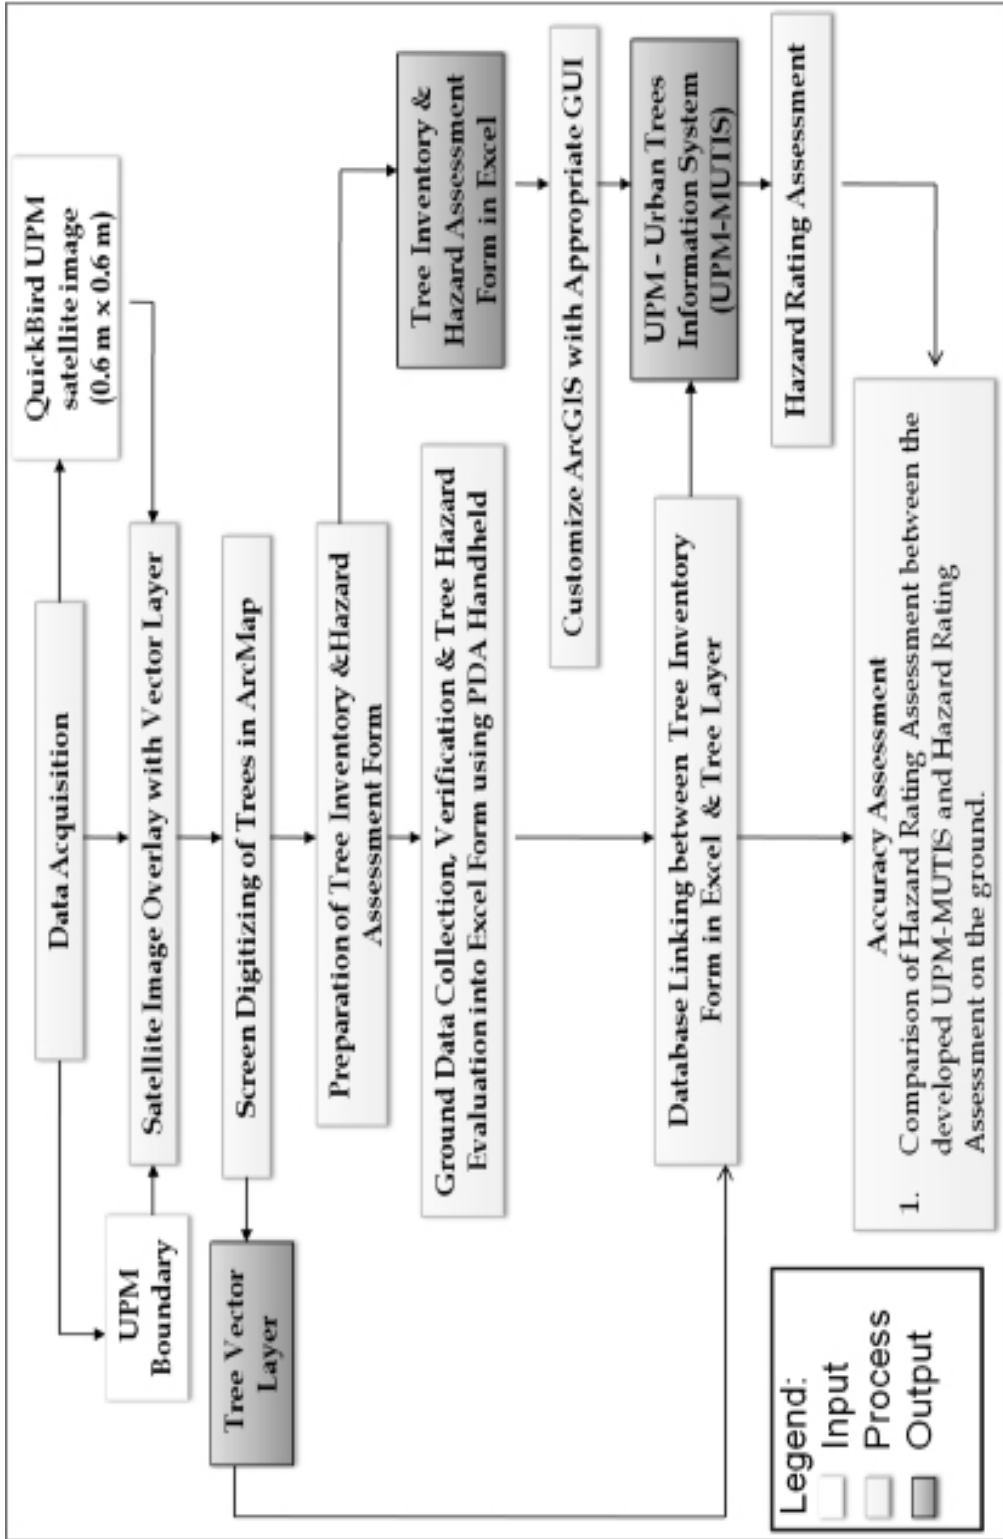 Data Acquisition
QuickBird UPM
satellite image
(0.6 m x 0.6 m)
UPM
Boundary
Satellite Image Overlay with Vector Layer
Screen Digitizing of Trees in ArcMap
Tree Vector
Layer
Preparation of Tree Inventory &Hazard
Assessment Form
Tree Inventory &
Hazard Assessment
Form in Excel
Ground Data Collection, Verification & Tree Hazard
Evaluation into Excel Form using PDA Handheld
Customize ArcGIS with Appropriate GUI
Database Linking between Tree Inventory
Form in Excel & Tree Layer
UPM - Urban Trees
Information System
(UPM-MUTIS)
Hazard Rating Assessment
Accuracy Assessment
1. Comparison of Hazard Rating Assessment between the
developed UPM-MUTIS and Hazard Rating
Assessment on the ground.
Legend:
Input
Process
Output